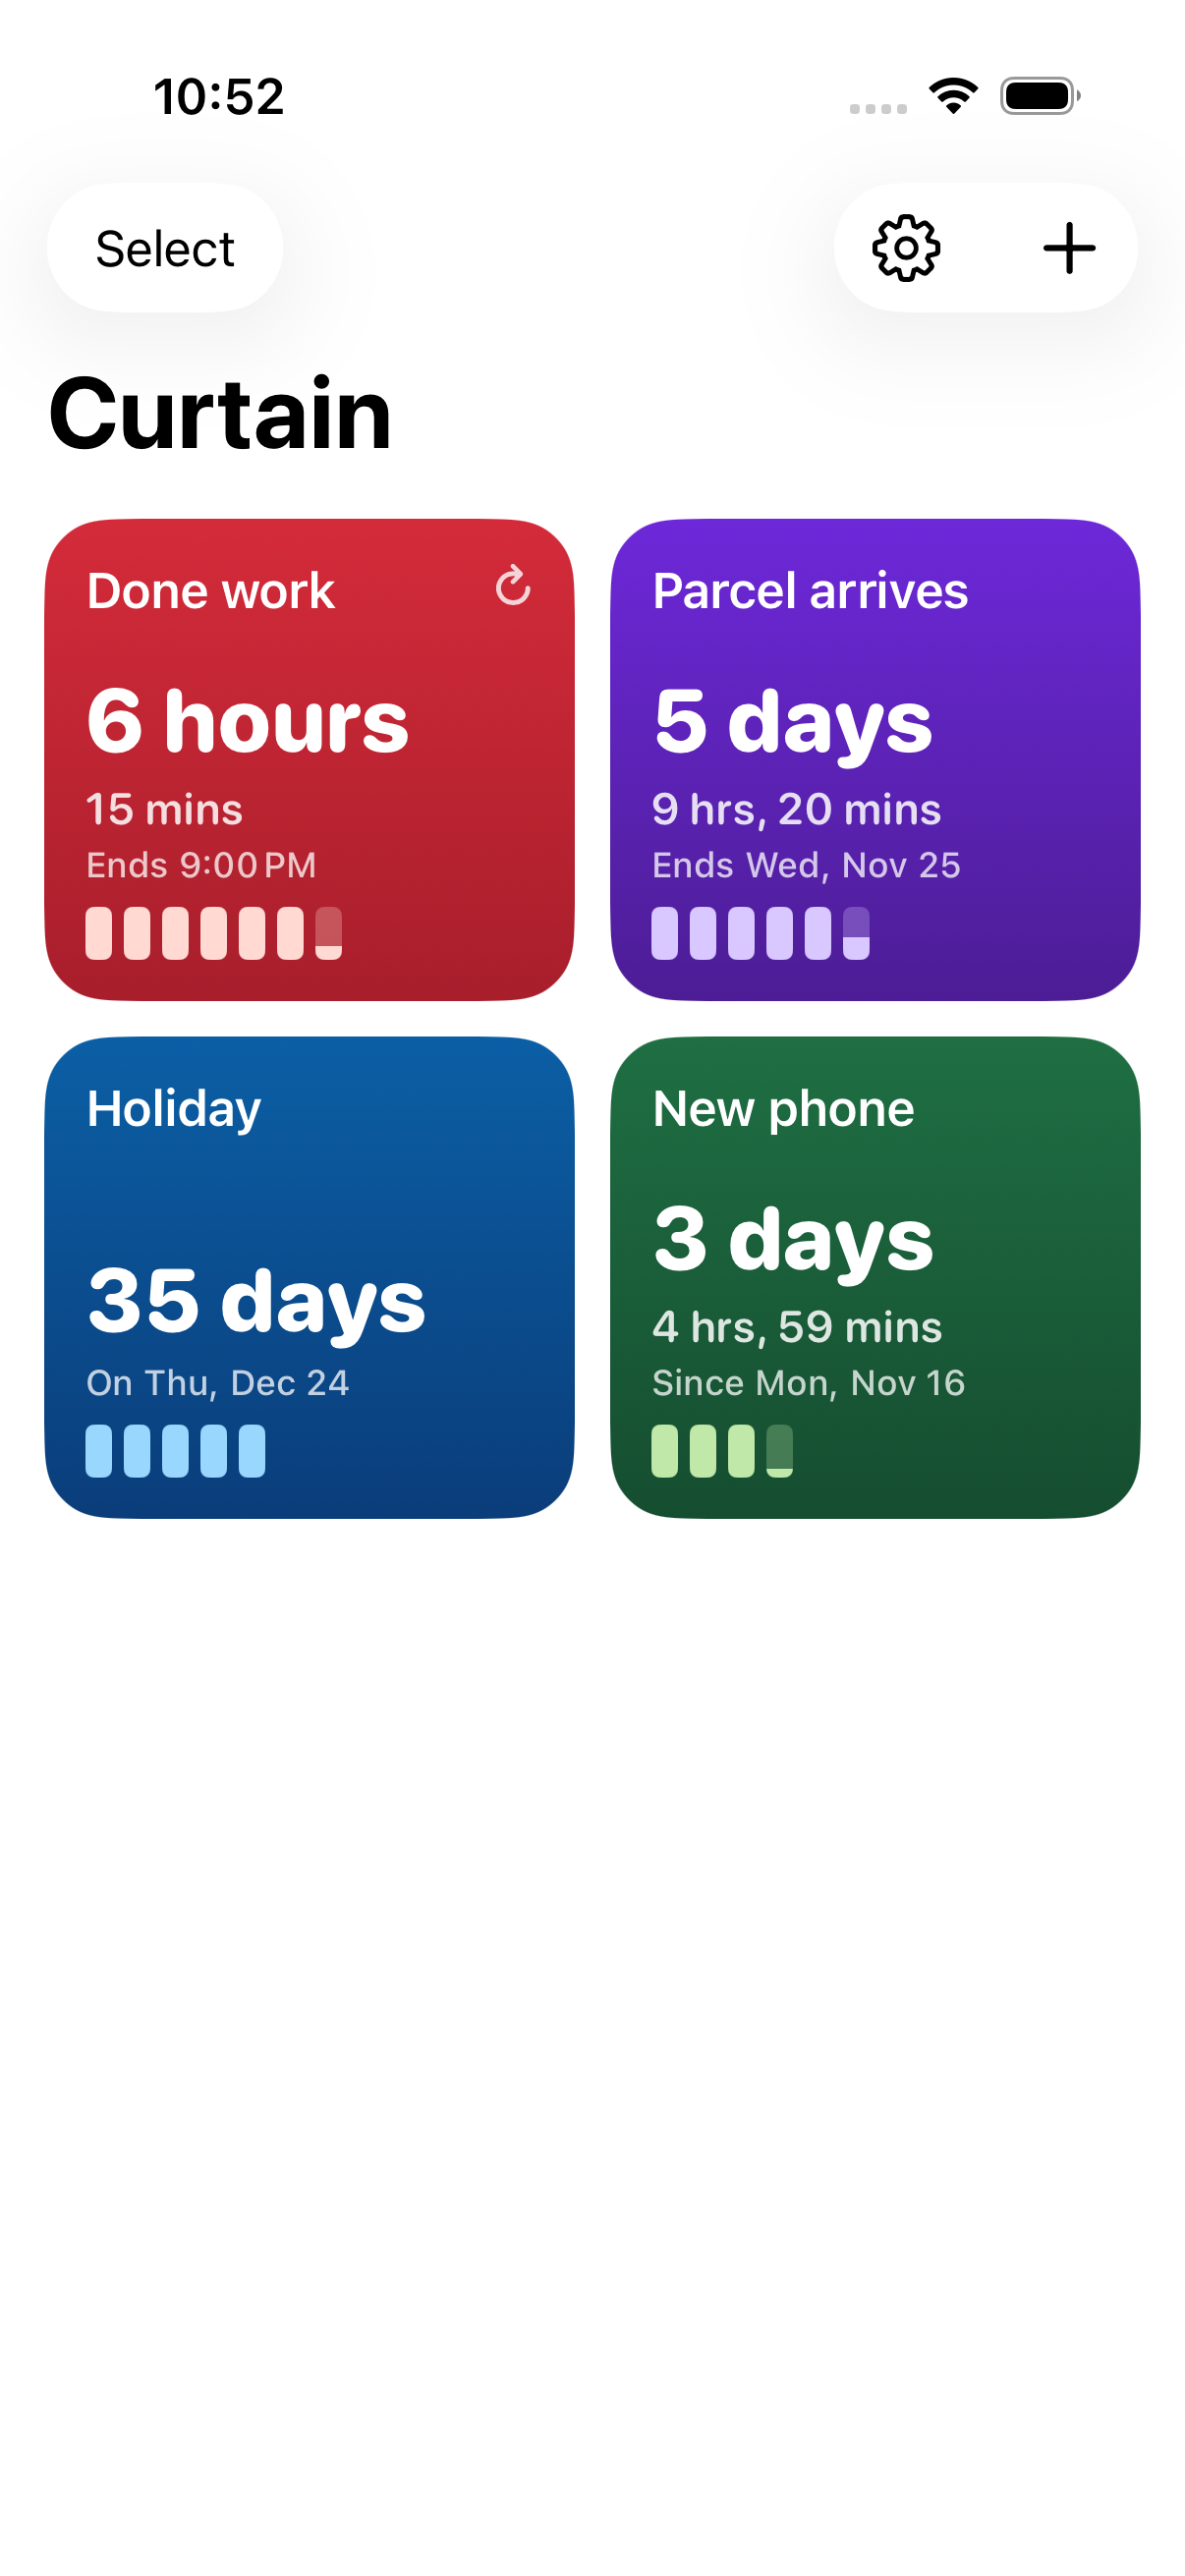 10:52
Select
Curtain
Done work
6 hours
15 mins
Ends 9:00 PM
Parcel arrives
5 days
9 hrs, 20 mins
Ends Wed, Nov 25
Holiday
35 days
On Thu, Dec 24
New phone
3 days
4 hrs, 59 mins
Since Mon, Nov 16